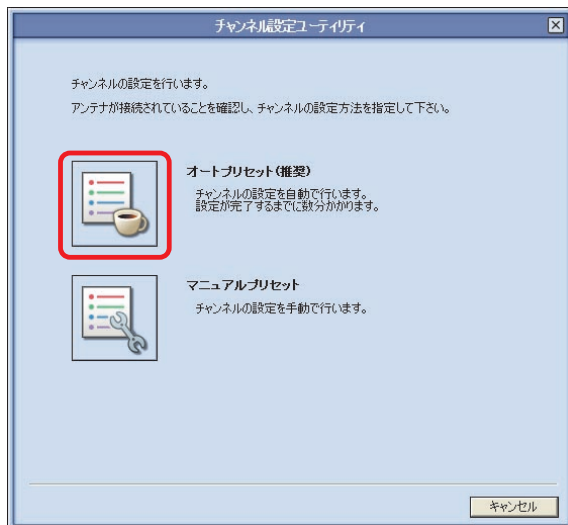 チャンネル設定ユーティリティ
チャンネルの設定を行います。
アンテナが接続されていることを確認し、チャンネルの設定方法を指定して下さい。
オートプリセット(推奨)
チャンネルの設定を自動で行います。
設定が完了するまでに数分かかります。
マニュアルプリセット
チャンネルの設定を手動で行います。
キャンセル